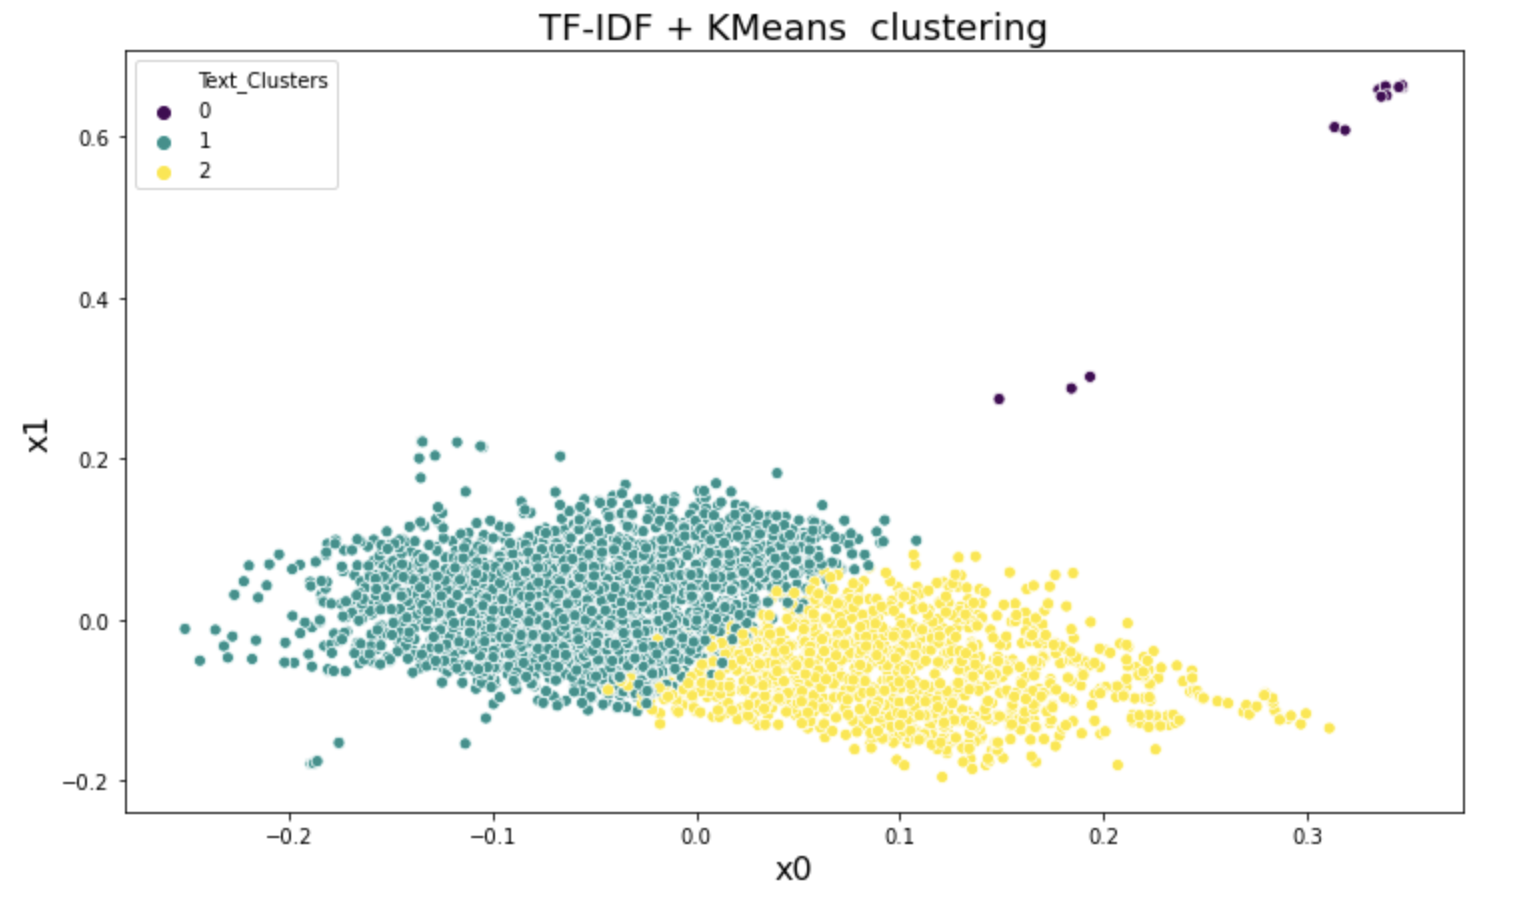 TF-IDF + KMeans clustering
Text_Clusters
0
1
2
0.6
0.4
0.2
0.0
−0.2
x1
−0.2 −0.1 0.0 0.1 0.2 0.3
x0